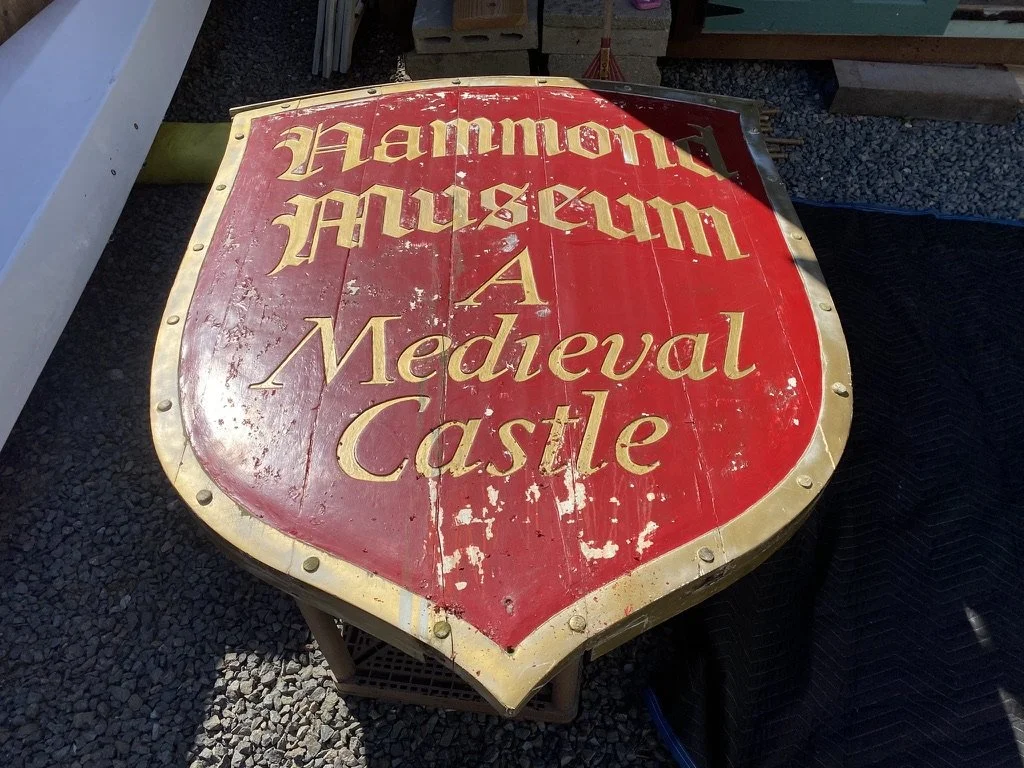 Hammond
Museum
A
Medieval
Castle